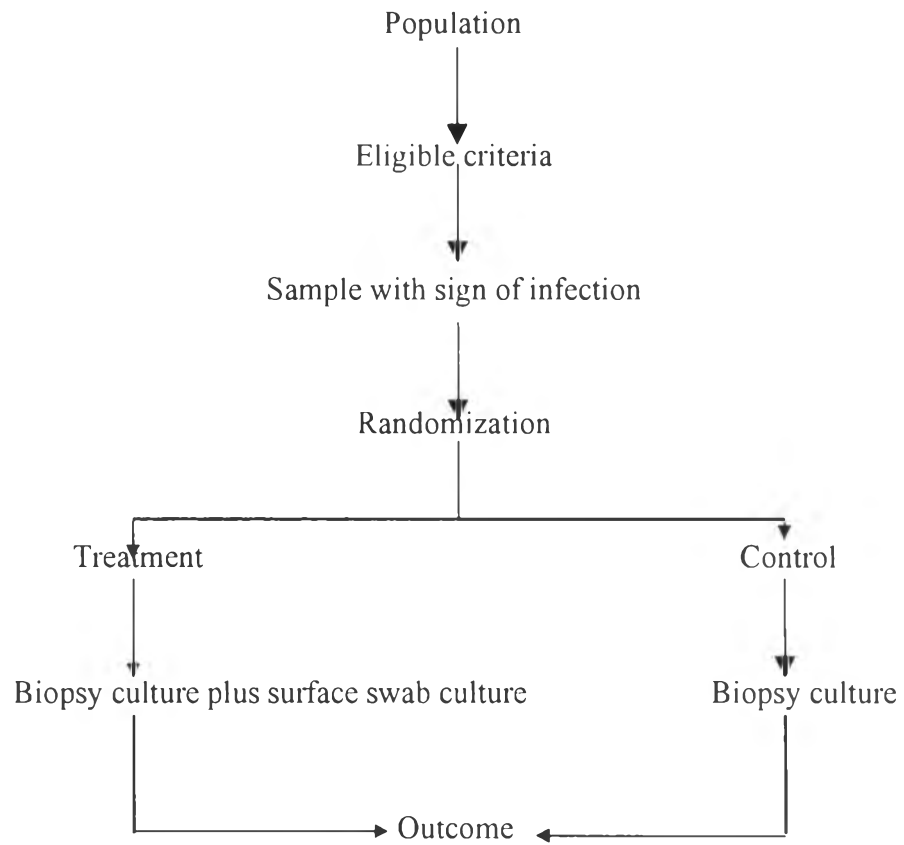 Population
Eligible criteria
Sample with sign of infection
Randomization
Treatment
Control
Biopsy culture plus surface swab culture
Biopsy culture
Outcome